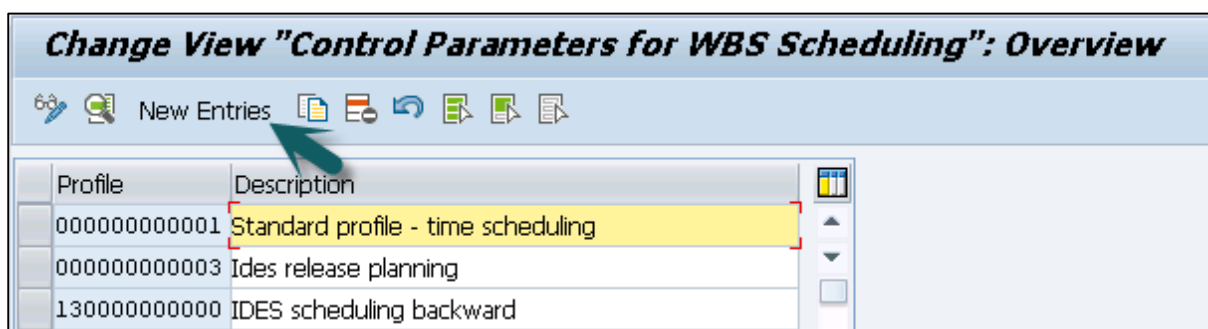 Change View "Control Parameters for WBS Scheduling": Overview
New Entries
Profile Description
000000000001 Standard profile - time scheduling
000000000003 Ides release planning
130000000000 IDES scheduling backward